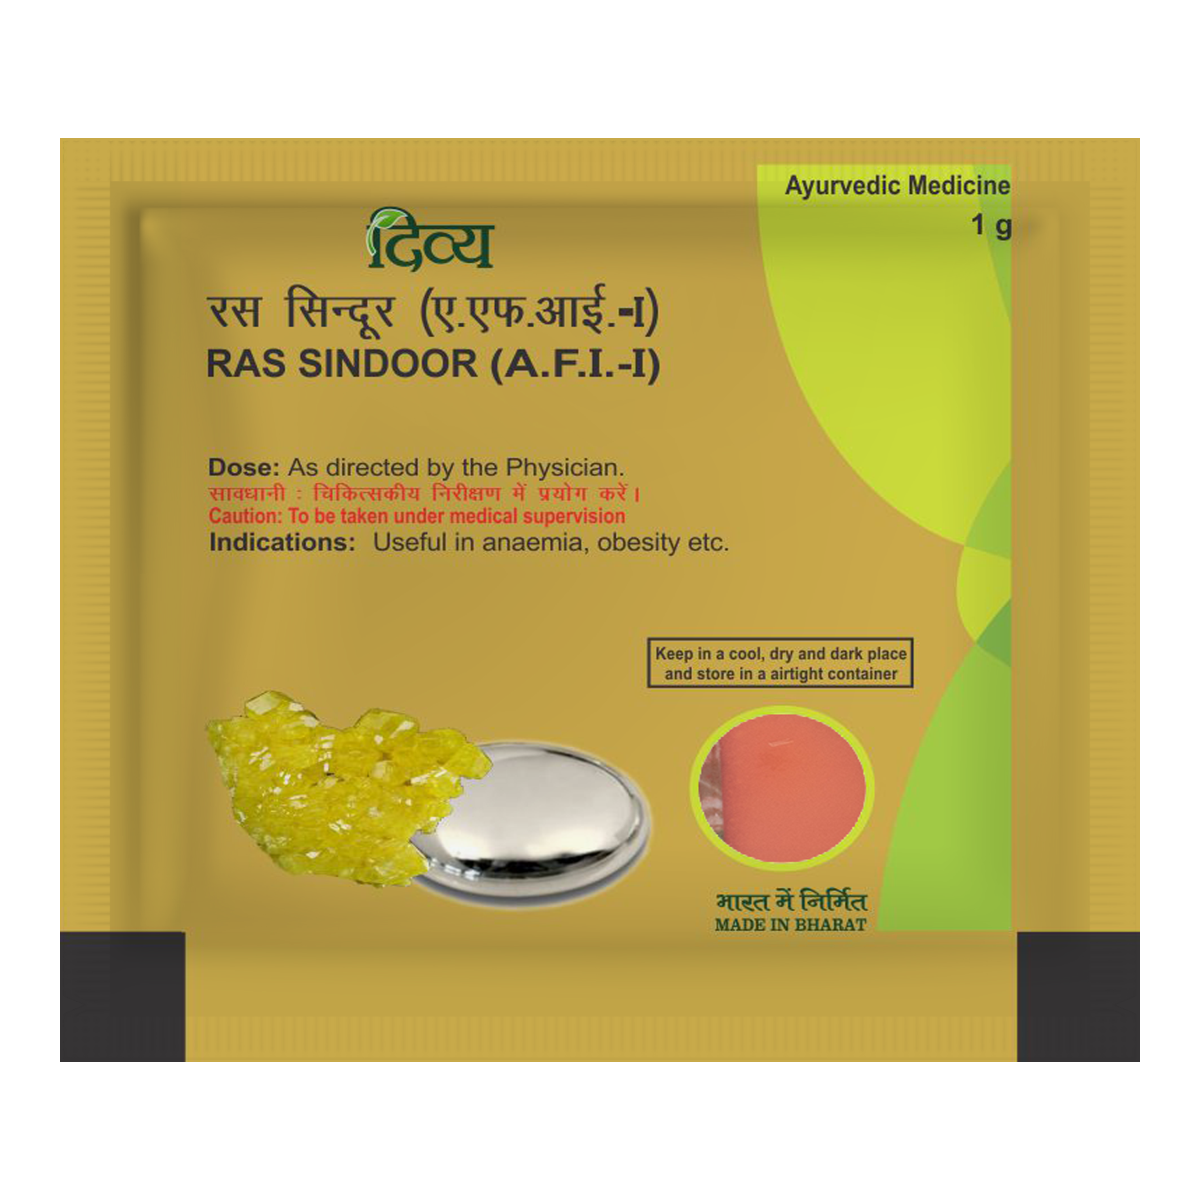 Ayurvedic Medicine
1 g
दिव्य
रस सिन्दूर (ए.एफ.आई.-I)
RAS SINDOOR (A.F.I.-I)
Dose: As directed by the Physician.
सावधानी : चिकित्सकीय निरीक्षण में प्रयोग करें।
Caution: To be taken under medical supervision
Indications: Useful in anaemia, obesity etc.
Keep in a cool, dry and dark place
and store in a airtight container
भारत में निर्मित
MADE IN BHARAT